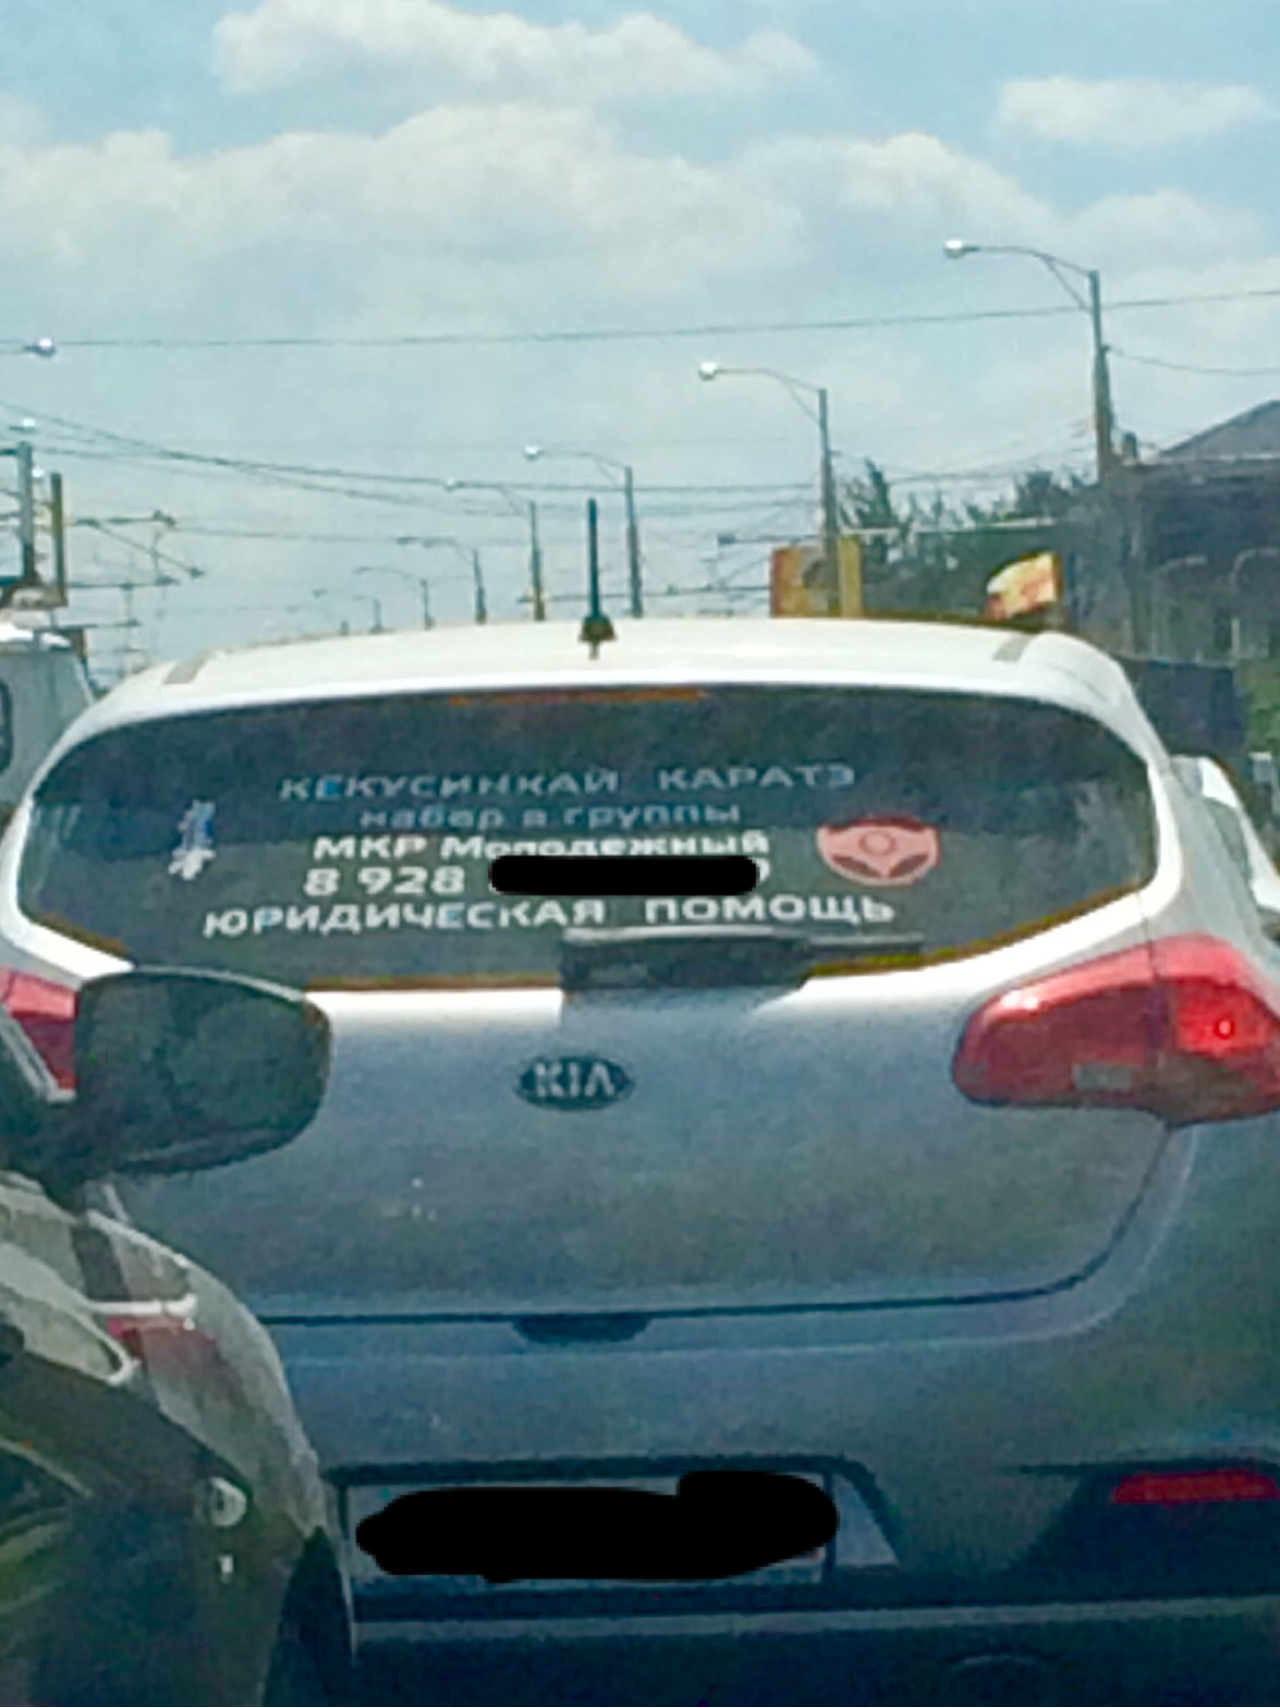 КЕКУСИНКАЙ КАРАТЭ
набор в группы
МКР Молодежный
8 928
ЮРИДИЧЕСКАЯ ПОМОЩЬ
KIA